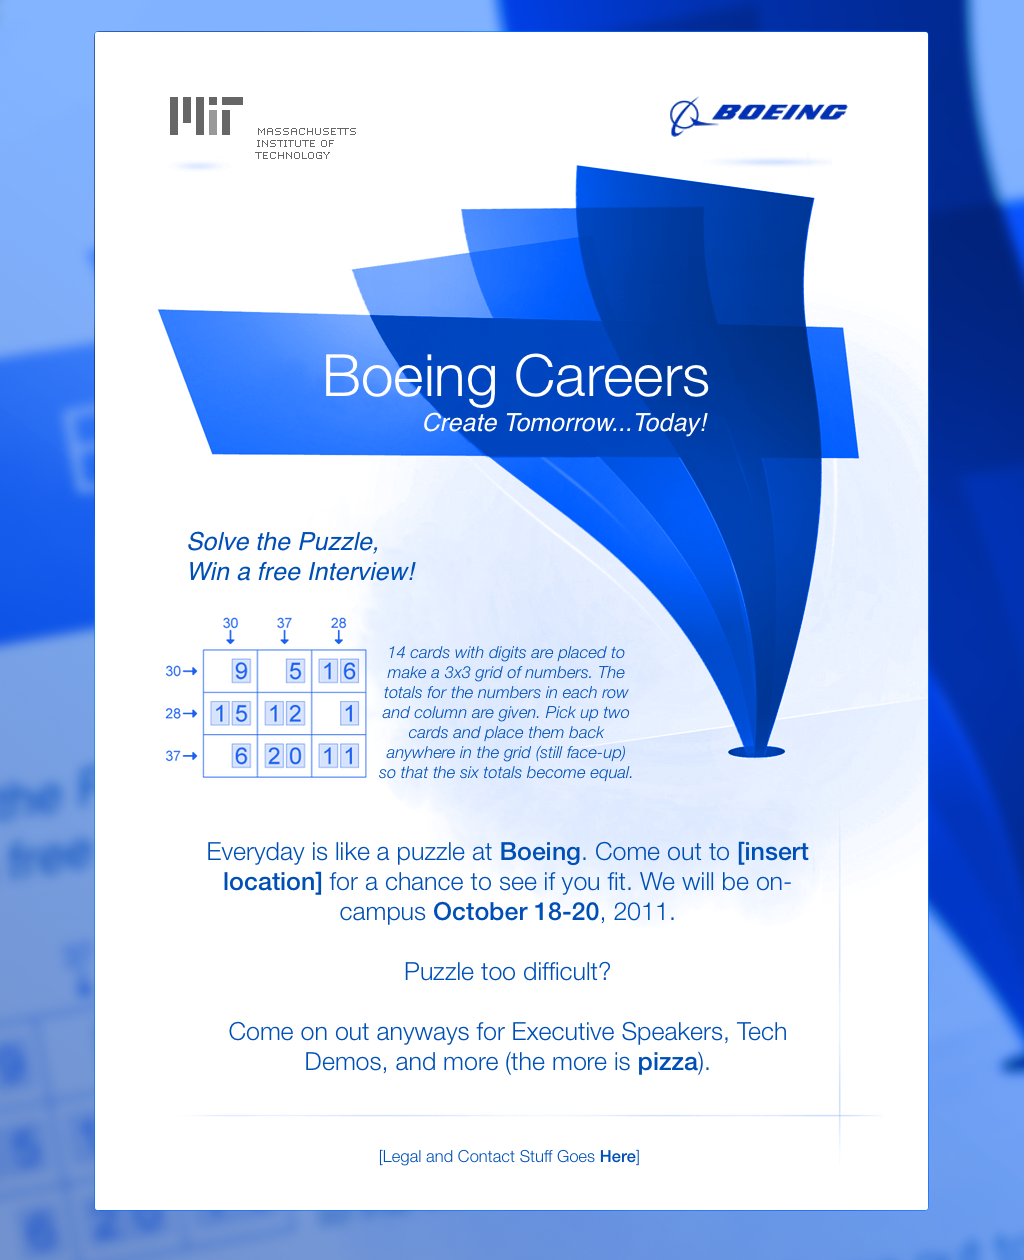 MIT
MASSACHUSETTS
INSTITUTE OF
TECHNOLOGY
BOEING
Boeing Careers
Create Tomorrow...Today!
Solve the Puzzle,
Win a free Interview!
30 37 28
30 9 5 16
28 15 12 1
37 6 20 11
14 cards with digits are placed to
make a 3x3 grid of numbers. The
totals for the numbers in each row
and column are given. Pick up two
cards and place them back
anywhere in the grid (still face-up)
so that the six totals become equal.
Everyday is like a puzzle at Boeing. Come out to [insert
location] for a chance to see if you fit. We will be on-
campus October 18-20, 2011.
Puzzle too difficult?
Come on out anyways for Executive Speakers, Tech
Demos, and more (the more is pizza).
[Legal and Contact Stuff Goes Here]